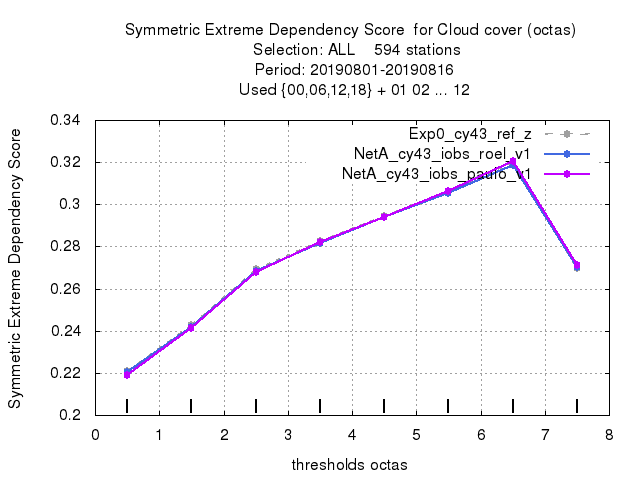 Symmetric Extreme Dependency Score for Cloud cover (octas)
Selection: ALL 594 stations
Period: 20190801-20190816
Used {00,06,12,18} + 01 02 ... 12
Symmetric Extreme Dependency Score
0.34
0.32
0.3
0.28
0.26
0.24
0.22
0.2
Exp0_cy43_ref_z
NetA_cy43_iobs_roel_v1
NetA_cy43_iobs_paulo_v1
0 1 2 3 4 5 6 7 8
thresholds octas